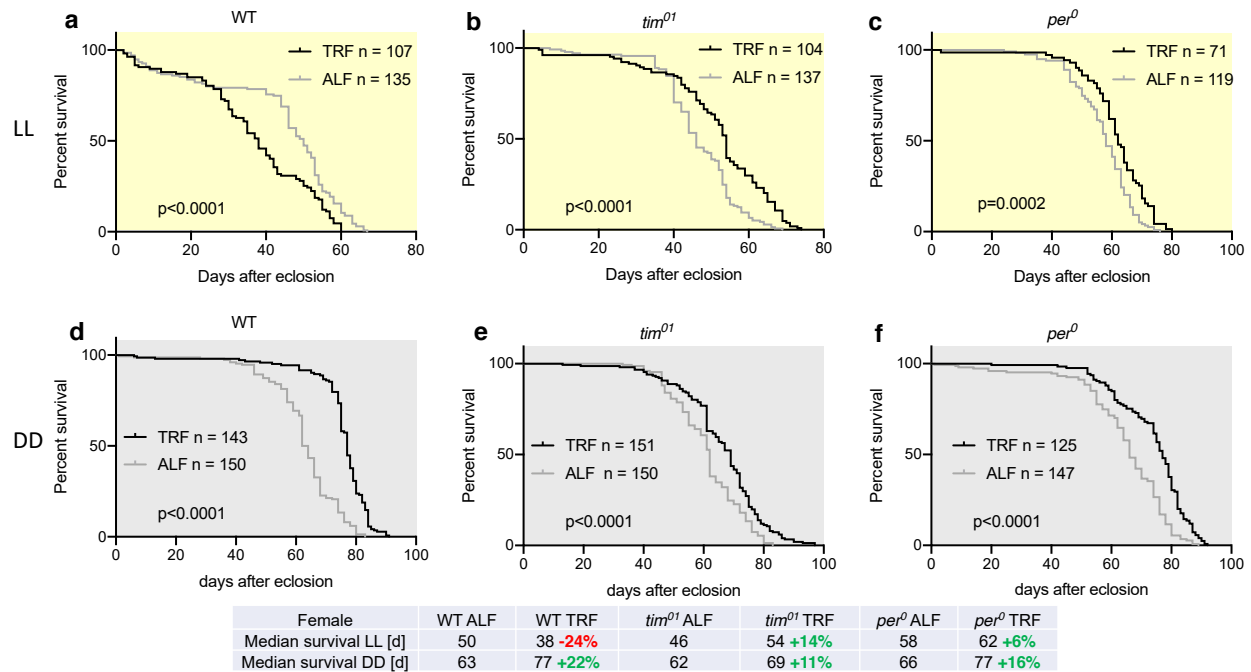 a
WT
100
50
0
Percent survival
TRF n = 107
ALF n = 135
p<0.0001
0 20 40 60 80
Days after eclosion
LL
b
tim01
100
50
0
Percent survival
TRF n = 104
ALF n = 137
p<0.0001
0 20 40 60 80
Days after eclosion
c
per0
100
50
0
Percent survival
TRF n = 71
ALF n = 119
p=0.0002
0 20 40 60 80 100
Days after eclosion
d
WT
100
50
0
Percent survival
TRF n = 143
ALF n = 150
p<0.0001
0 20 40 60 80 100
days after eclosion
DD
e
tim01
100
50
0
Percent survival
TRF n = 151
ALF n = 150
p<0.0001
0 20 40 60 80 100
days after eclosion
f
per0
100
50
0
Percent survival
TRF n = 125
ALF n = 147
p<0.0001
0 20 40 60 80 100
days after eclosion
Female WT ALF WT TRF tim01 ALF tim01 TRF per0 ALF per0 TRF
Median survival LL [d] 50 38 -24% 46 54 +14% 58 62 +6%
Median survival DD [d] 63 77 +22% 62 69 +11% 66 77 +16%